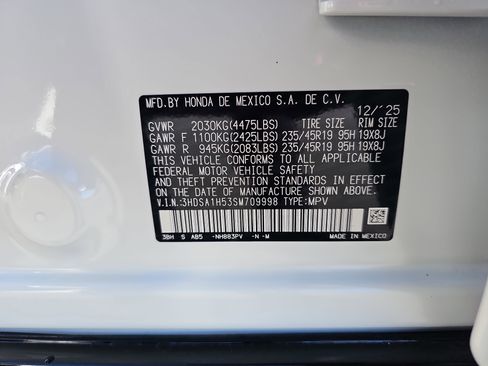 MFD.BY HONDA DE MEXICO S.A. DE C.V.
12/'25
GVWR 2030KG(4475LBS) TIRE SIZE RIM SIZE
GAWR F 1100KG(2425LBS) 235/45R19 95H 19X8J
GAWR R 945KG(2083LBS) 235/45R19 95H 19X8J
THIS VEHICLE CONFORMS TO ALL APPLICABLE
FEDERAL MOTOR VEHICLE SAFETY AND THEFT
PREVENTION STANDARDS IN EFFECT
ON THE DATE OF MANUFACTURE SHOWN ABOVE.
V.I.N:3HDSA1H53SM709998 TYPE:MPV
3BH S AB5 -NH883PV -N -M
MADE IN MEXICO